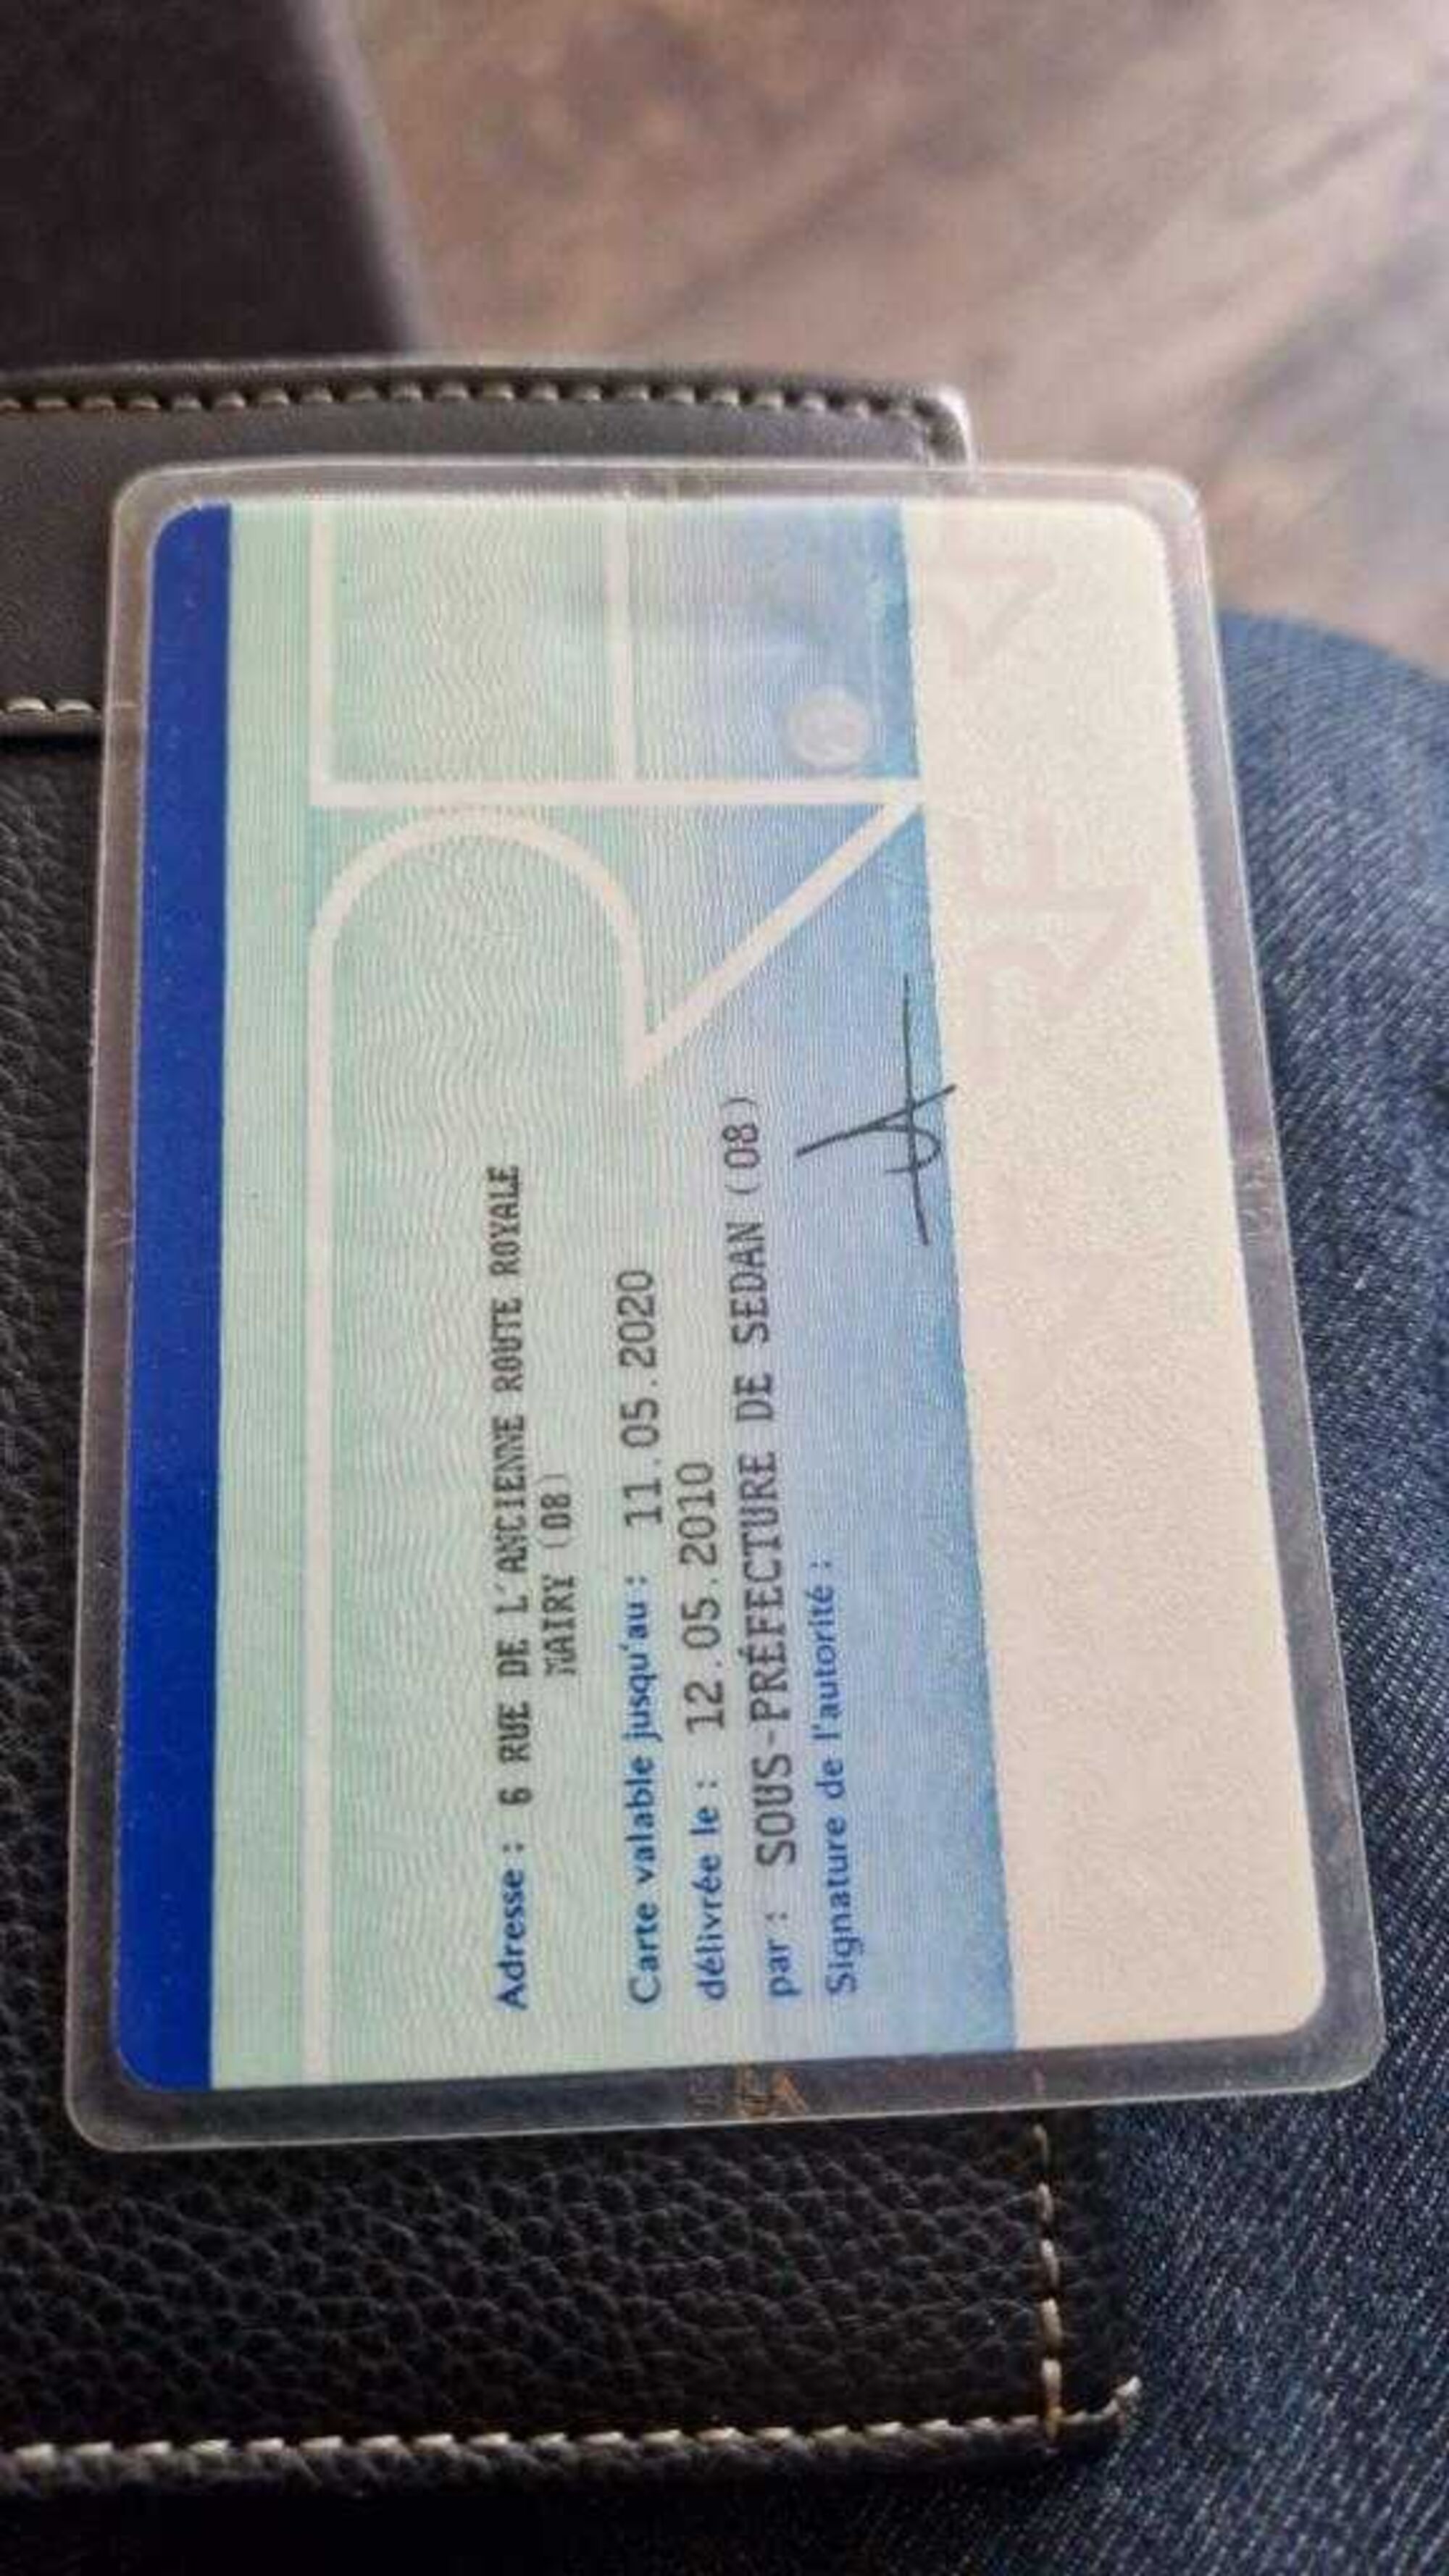 Adresse : 6 RUE DE L'ANCIENNE ROUTE ROYALE
MAIRY (08)
Carte valable jusqu'au : 11.05.2020
délivrée le : 12.05.2010
par : SOUS-PRÉFECTURE DE SEDAN (08)
Signature de l'autorité :
RF